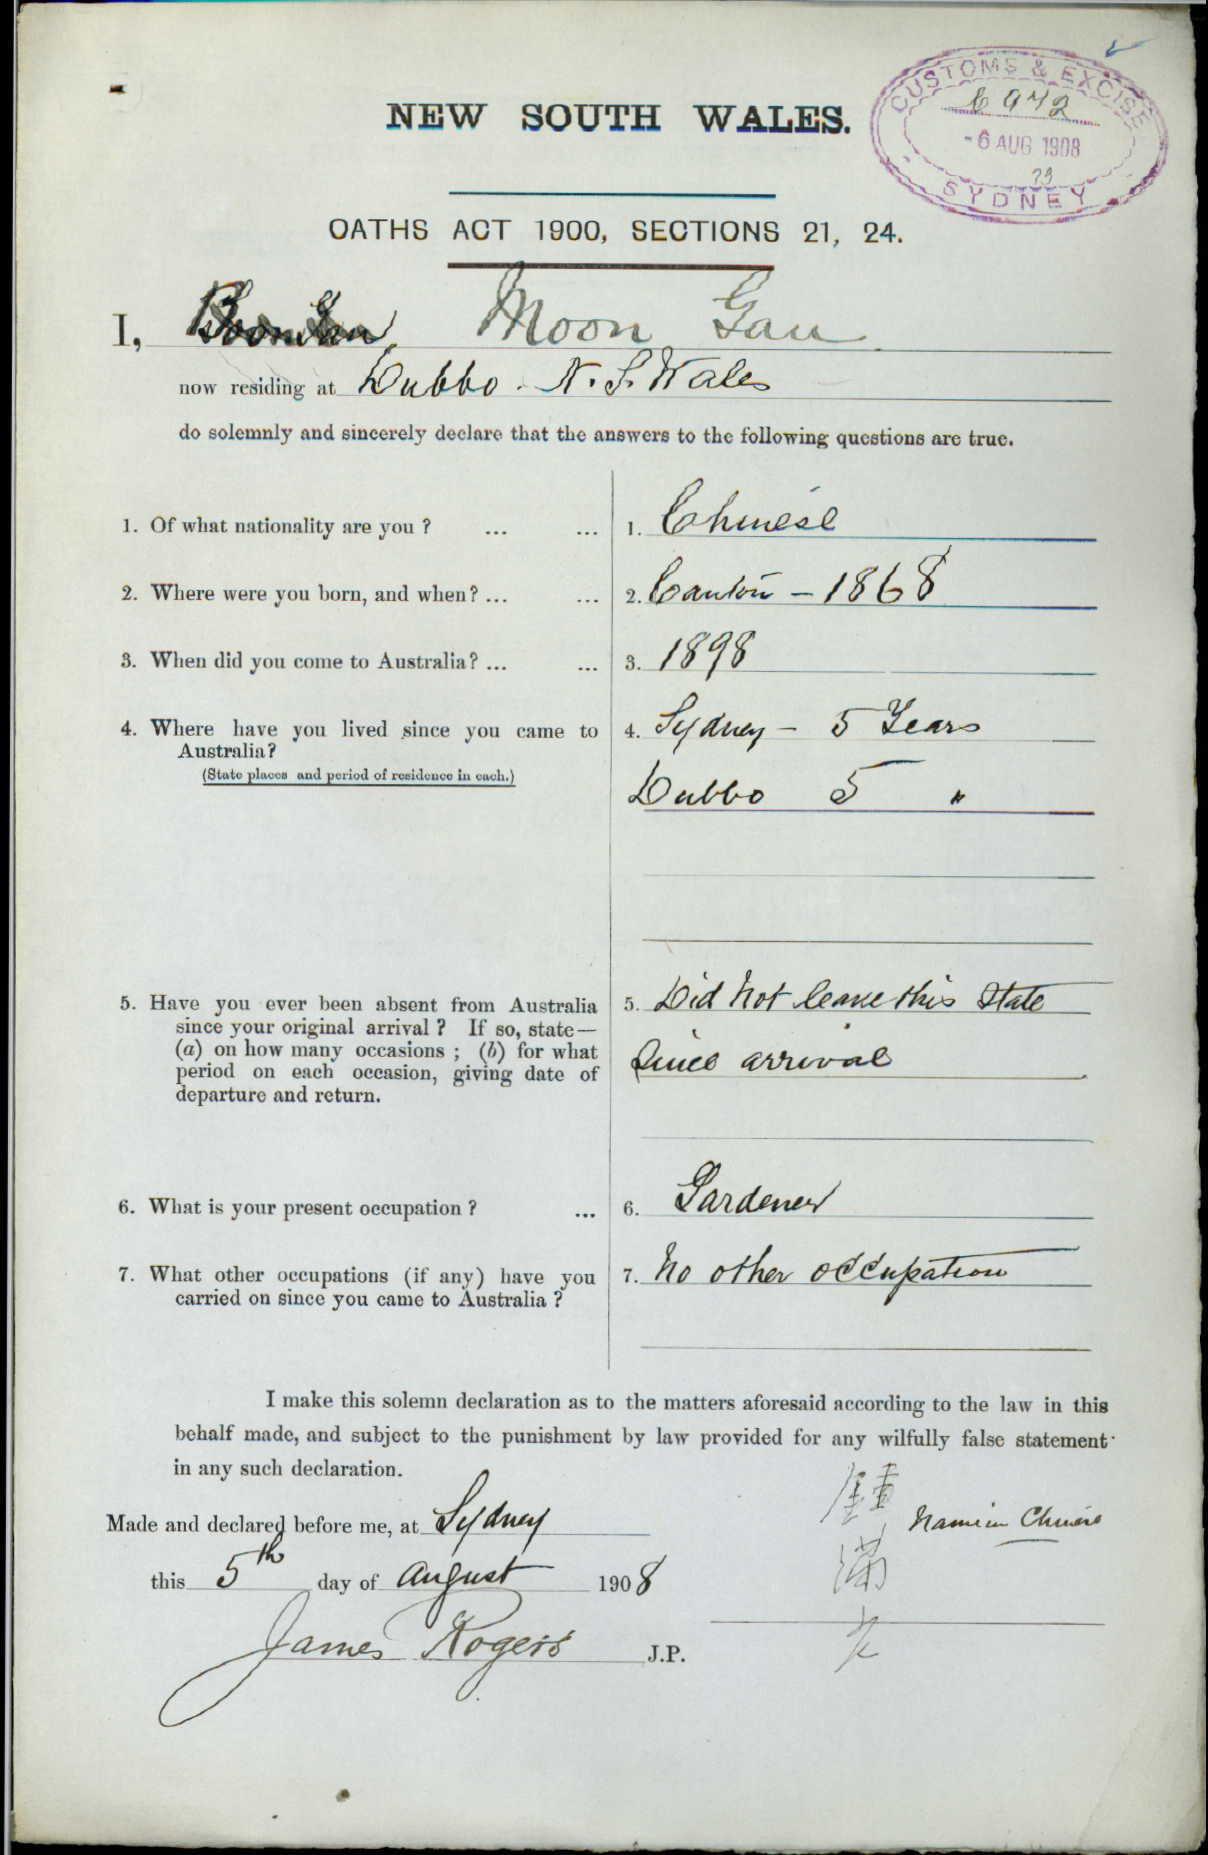 CUSTOMS & EXCISE
C 942
-6 AUG 1908
SYDNEY
NEW SOUTH WALES.
OATHS ACT 1900, SECTIONS 21, 24.
I, Moon Gau
now residing at Dubbo. N. S. Wales
do solemnly and sincerely declare that the answers to the following questions are true.
1. Of what nationality are you ? ... ... 1. Chinese
2. Where were you born, and when? ... ... 2. Canton – 1868
3. When did you come to Australia? ... ... 3. 1898
4. Where have you lived since you came to 4. Sydney – 5 Years
Australia?
(State places and period of residence in each.)
Dubbo 5 "
5. Have you ever been absent from Australia 5. Did Not leave this State
since your original arrival ? If so, state—
(a) on how many occasions ; (b) for what Since arrival
period on each occasion, giving date of
departure and return.
6. What is your present occupation ? ... 6. Gardener
7. What other occupations (if any) have you 7. No other occupation
carried on since you came to Australia ?
I make this solemn declaration as to the matters aforesaid according to the law in this
behalf made, and subject to the punishment by law provided for any wilfully false statement
in any such declaration.
Made and declared before me, at Sydney
鍾滿
Name in Chinese
this 5th day of August 1908
James Rogers J.P.